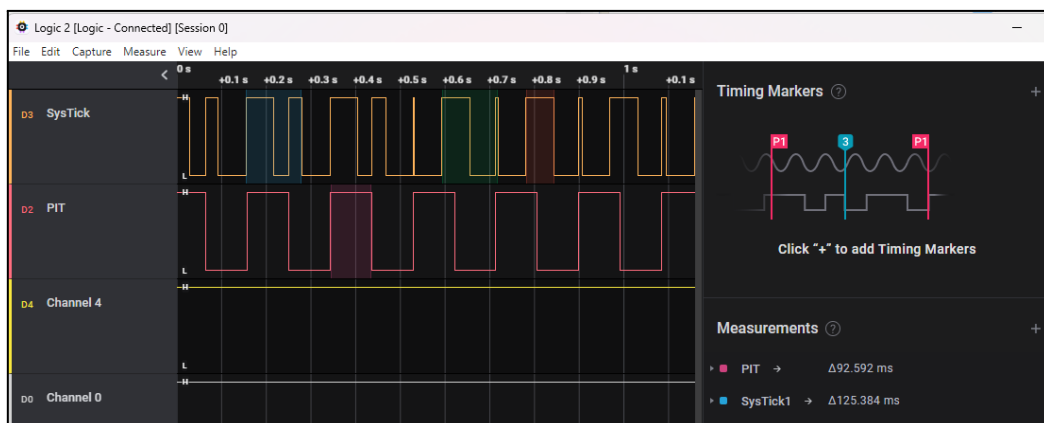 Logic 2 [Logic - Connected] [Session 0]
File Edit Capture Measure View Help
0 s 1 s
+0.1 s +0.2 s +0.3 s +0.4 s +0.5 s +0.6 s +0.7 s +0.8 s +0.9 s +0.1 s
D3 SysTick
H
L
D2 PIT
H
L
D4 Channel 4
H
L
D0 Channel 0
H
Timing Markers ? +
P1 3 P1
Click “+” to add Timing Markers
Measurements ? +
PIT → Δ92.592 ms
SysTick1 → Δ125.384 ms